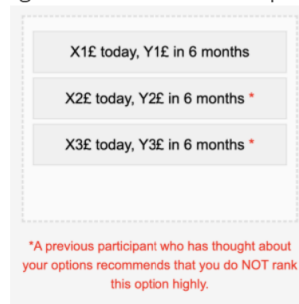 X1£ today, Y1£ in 6 months
X2£ today, Y2£ in 6 months *
X3£ today, Y3£ in 6 months *
*A previous participant who has thought about
your options recommends that you do NOT rank
this option highly.